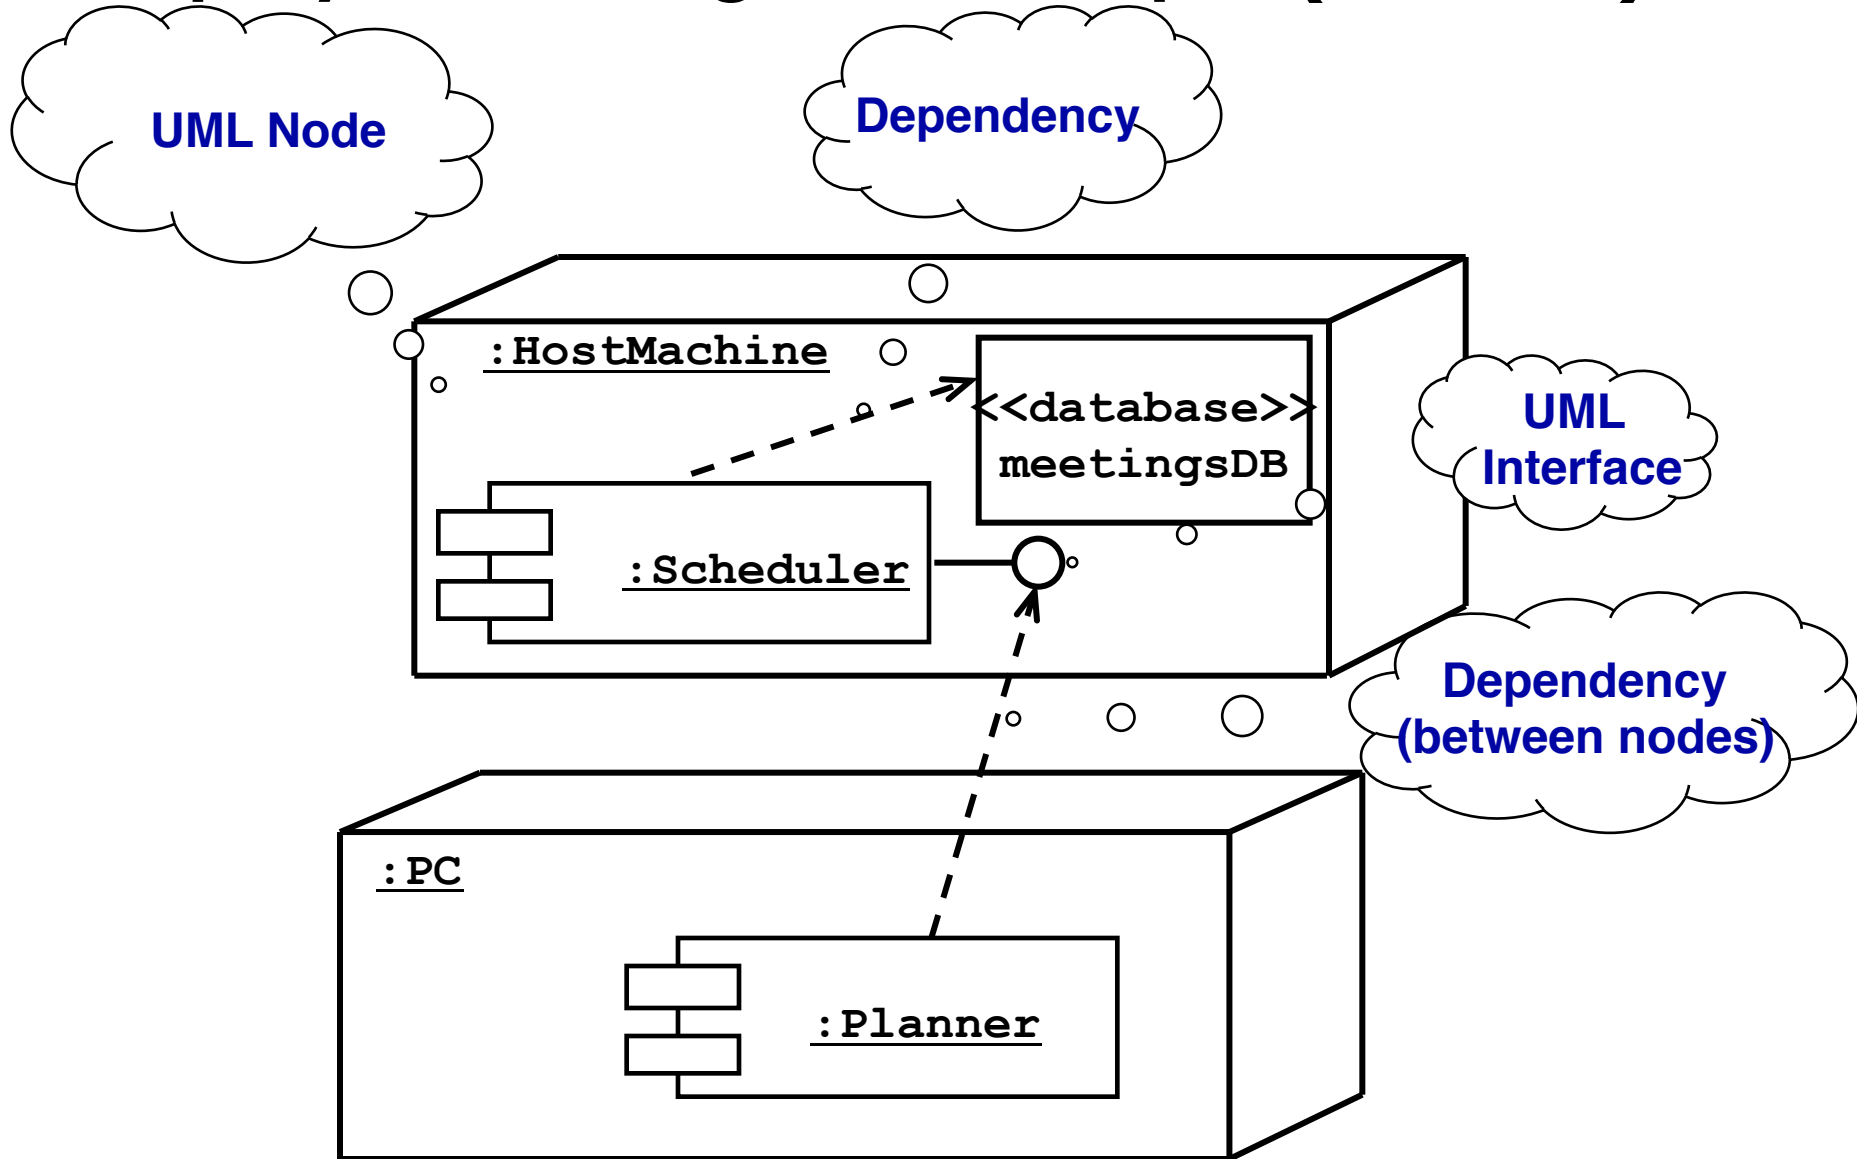 UML Node
Dependency
:HostMachine
<<database>>
meetingsDB
UML
Interface
:Scheduler
Dependency
(between nodes)
:PC
:Planner